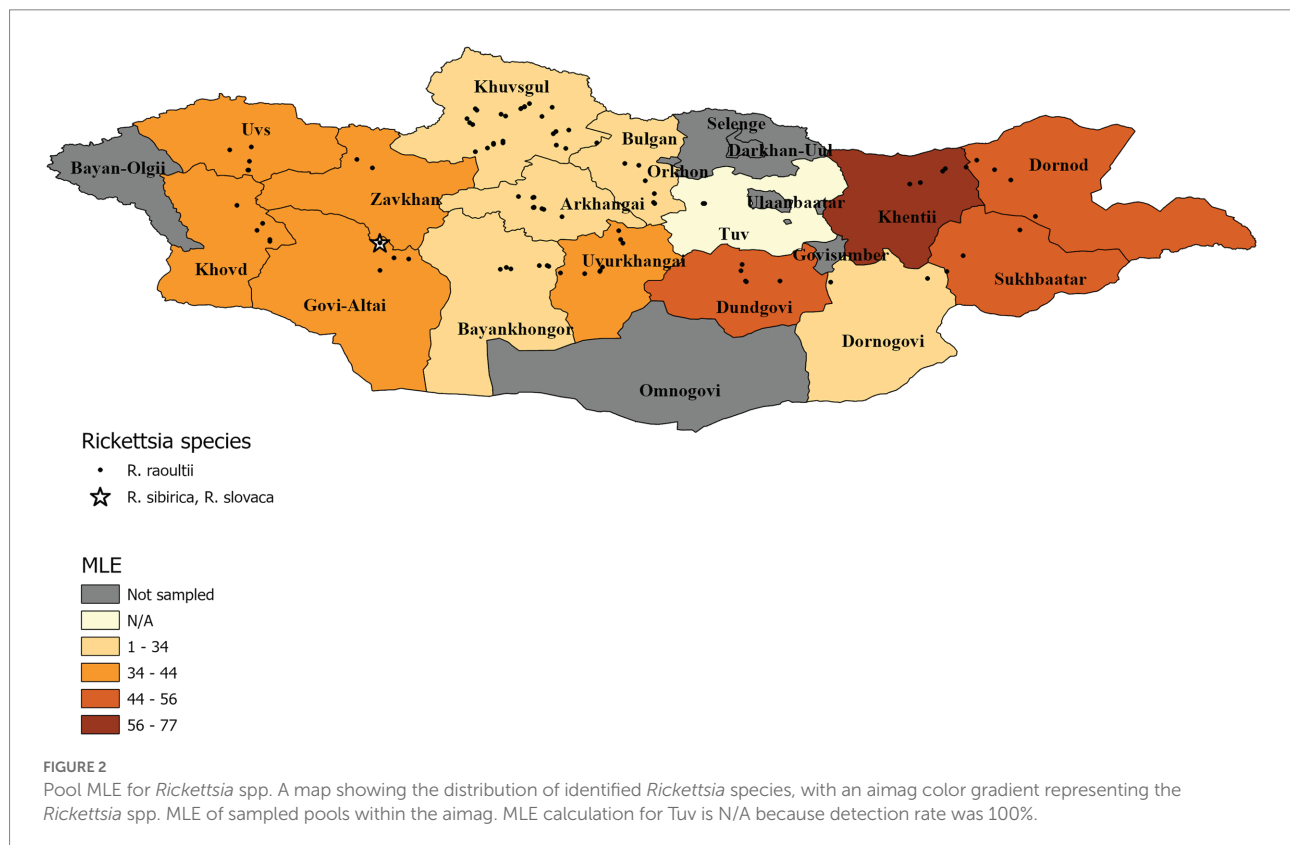 Khuvsgul
Uvs
Bulgan
Selenge
Darkhan-Uul
Bayan-Olgii
Orkhon
Dornod
Zavkhan
Arkhangai
Ulaanbaatar
Khentii
Tuv
Khovd
Uvurkhangai
Govisumber
Sukhbaatar
Govi-Altai
Dundgovi
Bayankhongor
Dornogovi
Omnogovi
Rickettsia species
R. raoultii
R. sibirica, R. slovaca
MLE
Not sampled
N/A
1 - 34
34 - 44
44 - 56
56 - 77
FIGURE 2
Pool MLE for Rickettsia spp. A map showing the distribution of identified Rickettsia species, with an aimag color gradient representing the
Rickettsia spp. MLE of sampled pools within the aimag. MLE calculation for Tuv is N/A because detection rate was 100%.